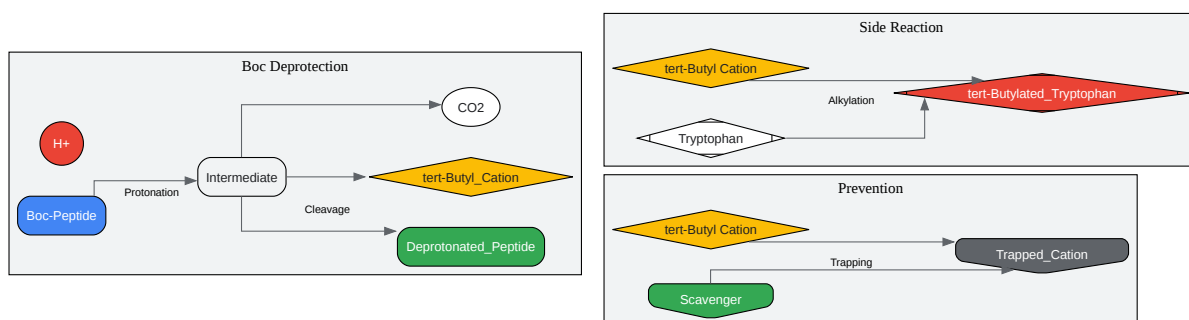 Boc Deprotection
H+
Boc-Peptide
Protonation
Intermediate
CO2
tert-Butyl_Cation
Cleavage
Deprotonated_Peptide
Side Reaction
tert-Butyl Cation
Alkylation
tert-Butylated_Tryptophan
Tryptophan
Prevention
tert-Butyl Cation
Trapping
Trapped_Cation
Scavenger